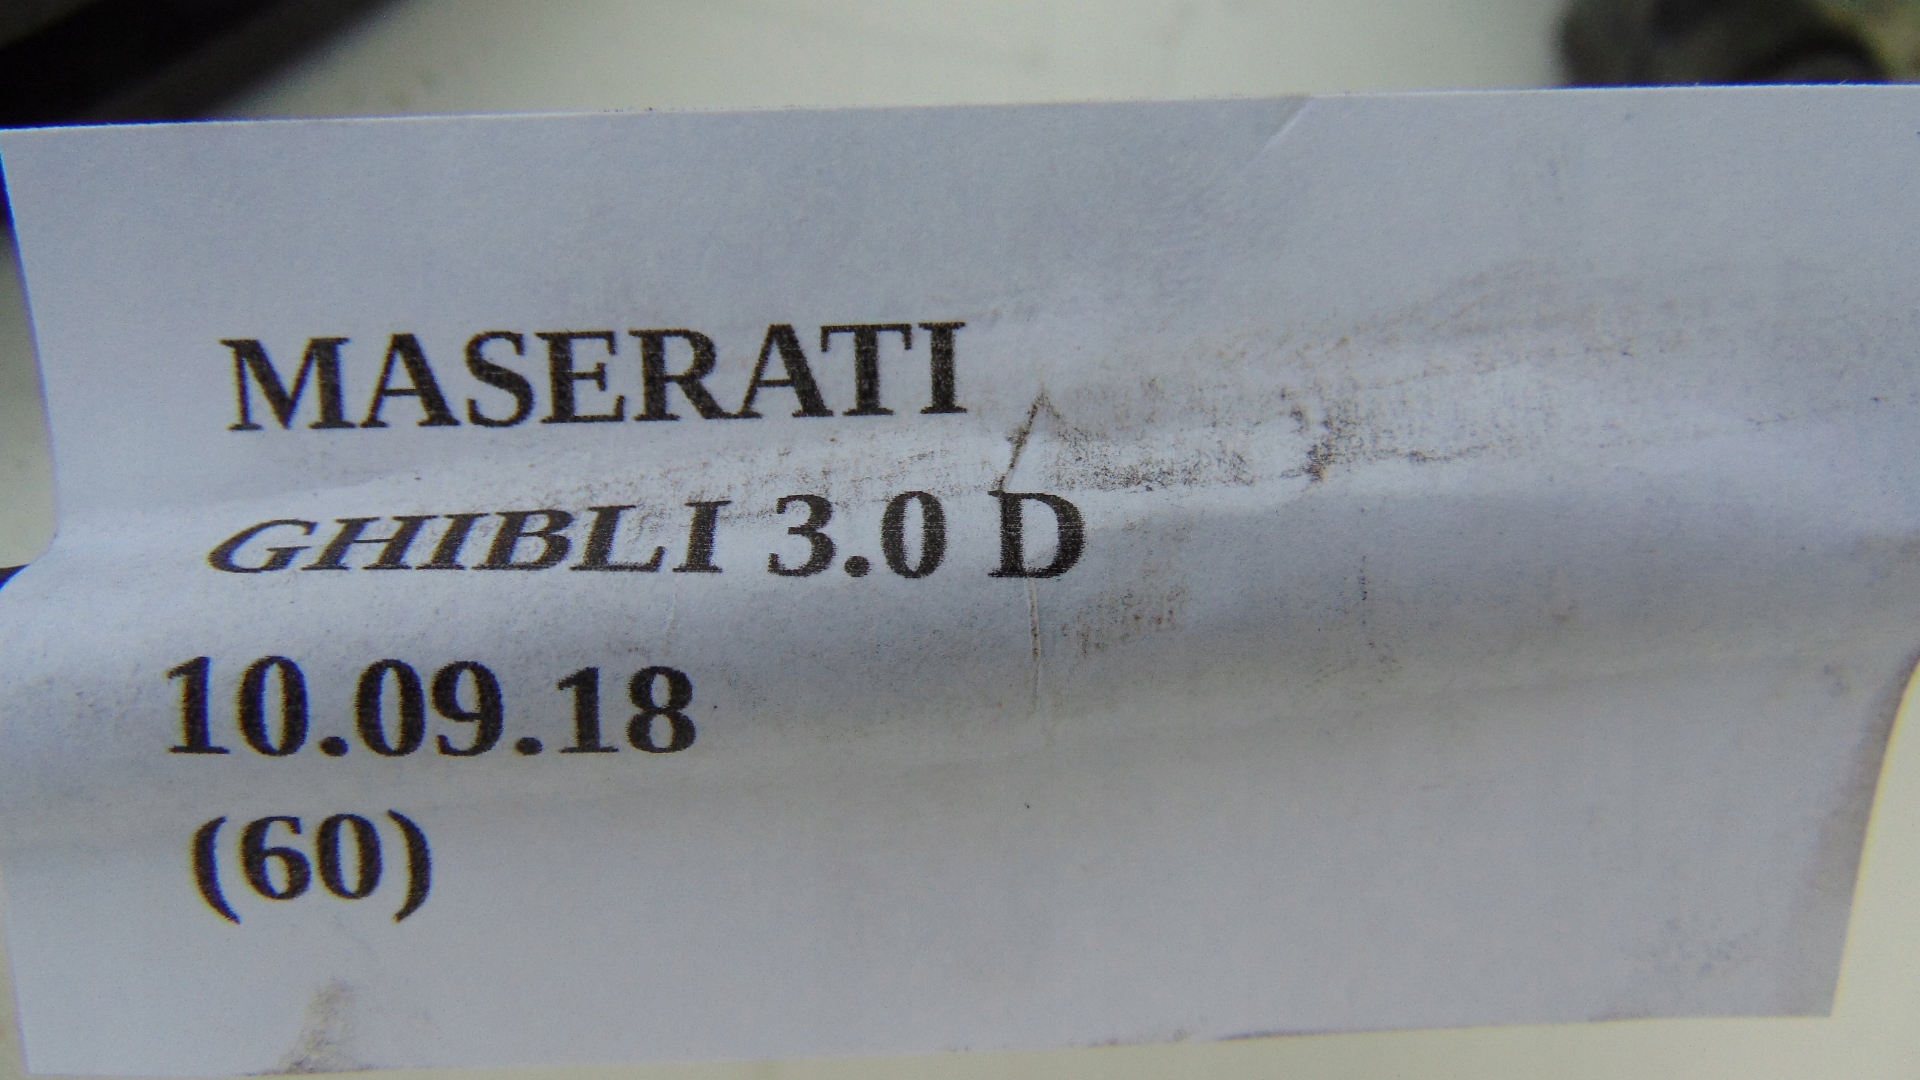 MASERATI
GHIBLI 3.0 D
10.09.18
(60)